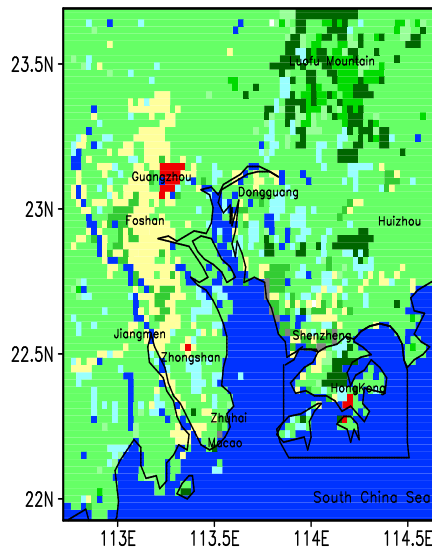 23.5N
Luofu Mountain
Guangzhou
Dongguang
23N
Foshan
Huizhou
Jiangmen
Shenzheng
22.5N
Zhongshan
HongKong
Zhuhai
Macao
22N
South China Sea
113E
113.5E
114E
114.5E